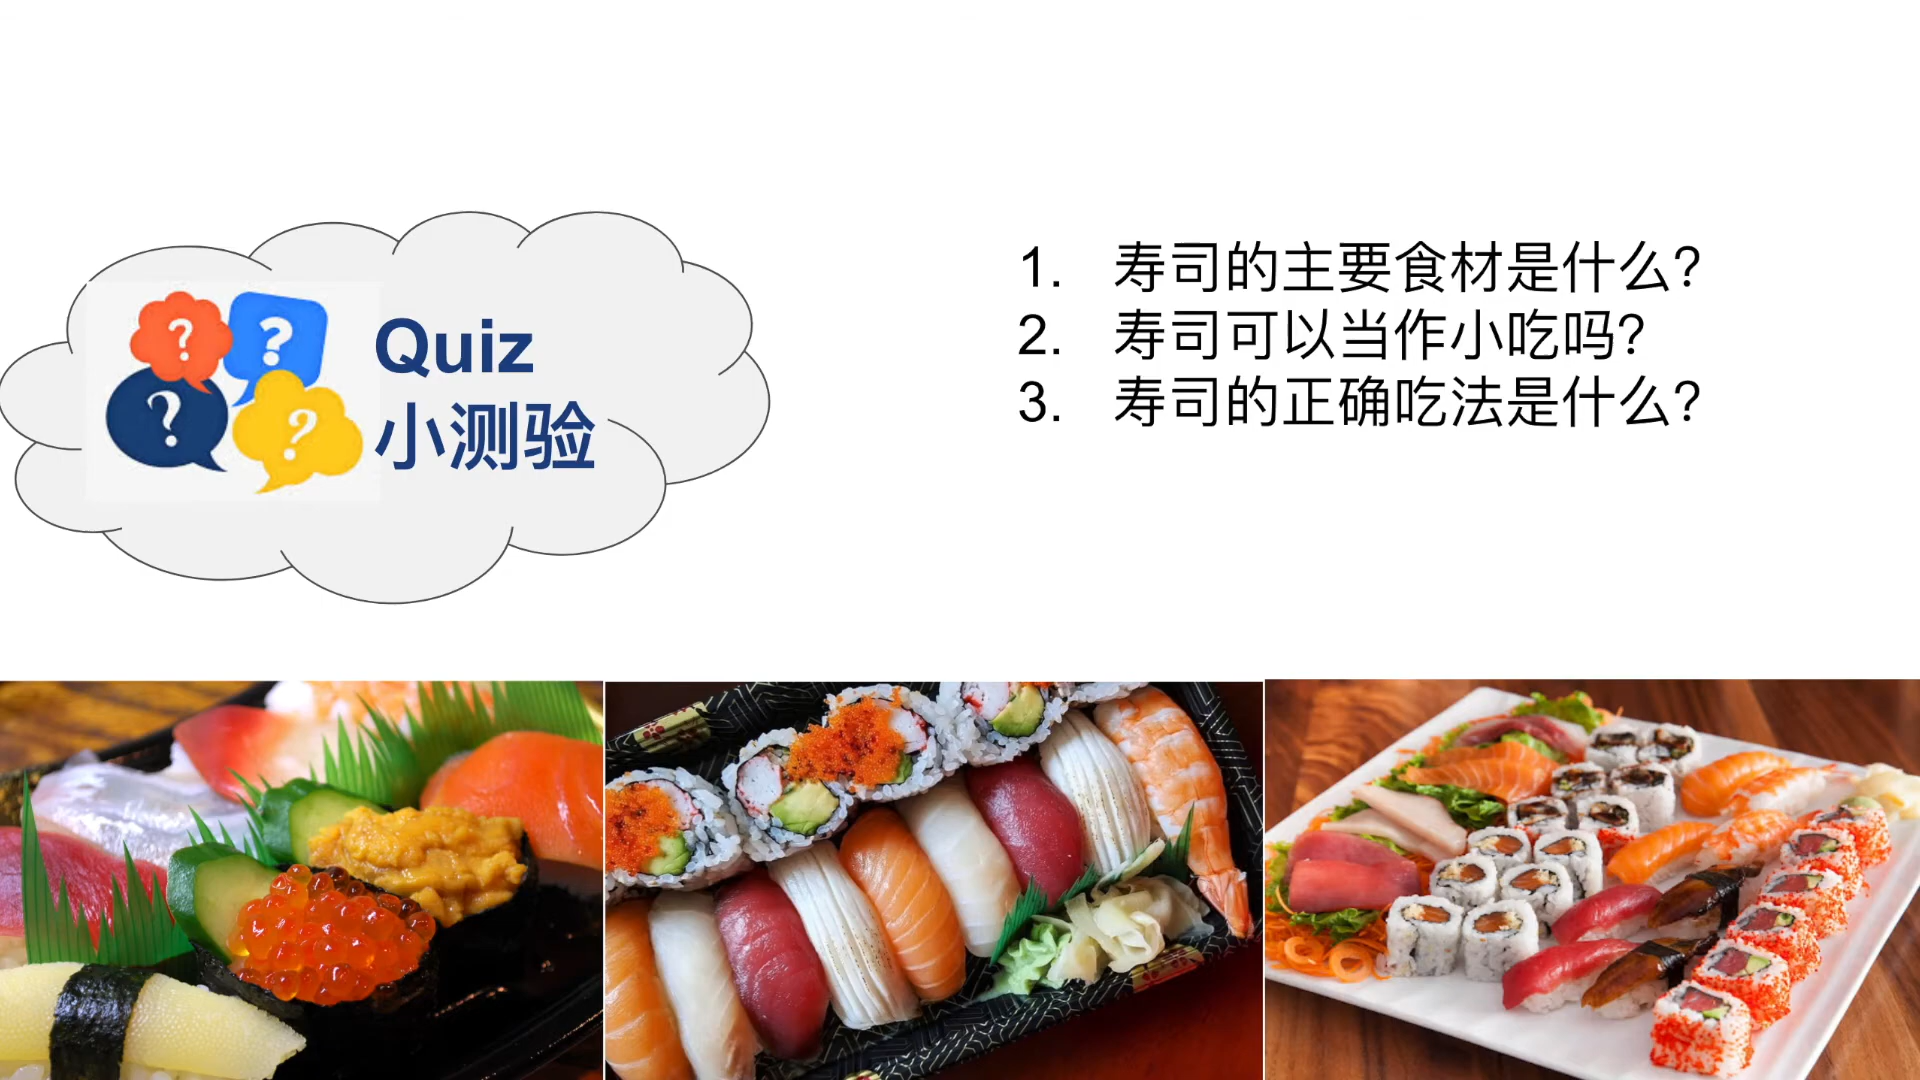 Quiz
小测验
1. 寿司的主要食材是什么?
2. 寿司可以当作小吃吗?
3. 寿司的正确吃法是什么?